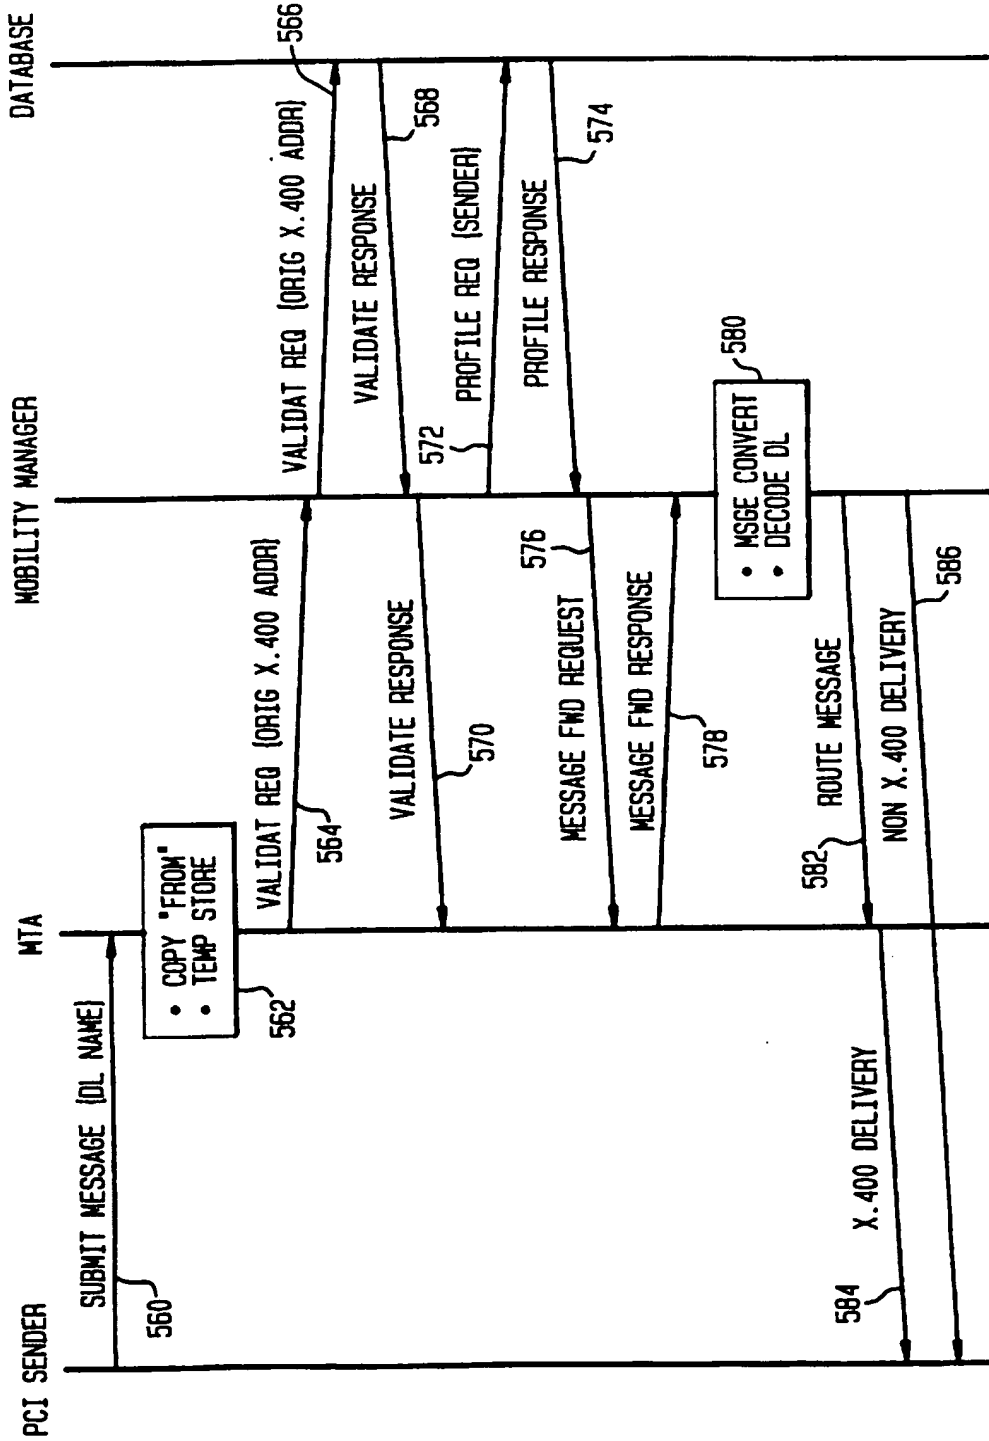 PCI SENDER
MTA
MOBILITY MANAGER
DATABASE
SUBMIT MESSAGE {DL NAME}
560
• COPY "FROM"
• TEMP STORE
562
VALIDAT REQ {ORIG X.400 ADDR}
564
VALIDAT REQ {ORIG X.400 ADDR}
566
VALIDATE RESPONSE
568
VALIDATE RESPONSE
570
PROFILE REQ {SENDER}
572
PROFILE RESPONSE
574
MESSAGE FWD REQUEST
576
MESSAGE FWD RESPONSE
578
• MSGE CONVERT
• DECODE DL
580
ROUTE MESSAGE
582
X.400 DELIVERY
584
NON X.400 DELIVERY
586